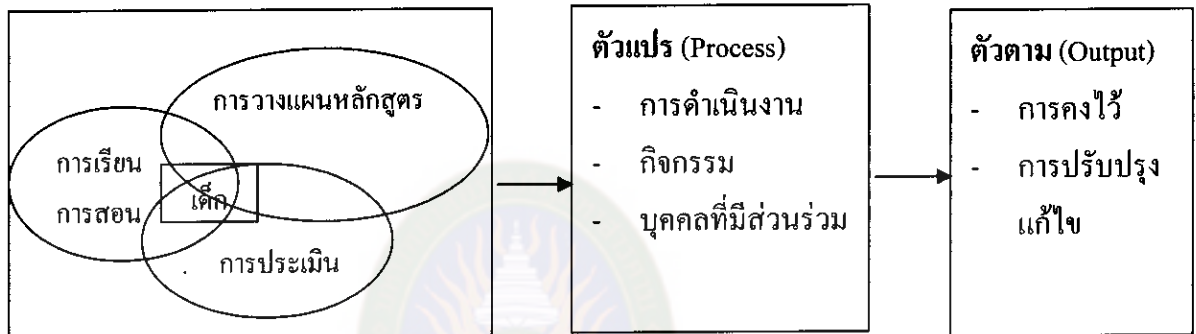 การวางแผนหลักสูตร
การเรียน
การสอน
เด็ก
การประเมิน
ตัวแปร (Process)
- การดำเนินงาน
- กิจกรรม
- บุคคลที่มีส่วนร่วม
ตัวตาม (Output)
- การคงไว้
- การปรับปรุง
แก้ไข